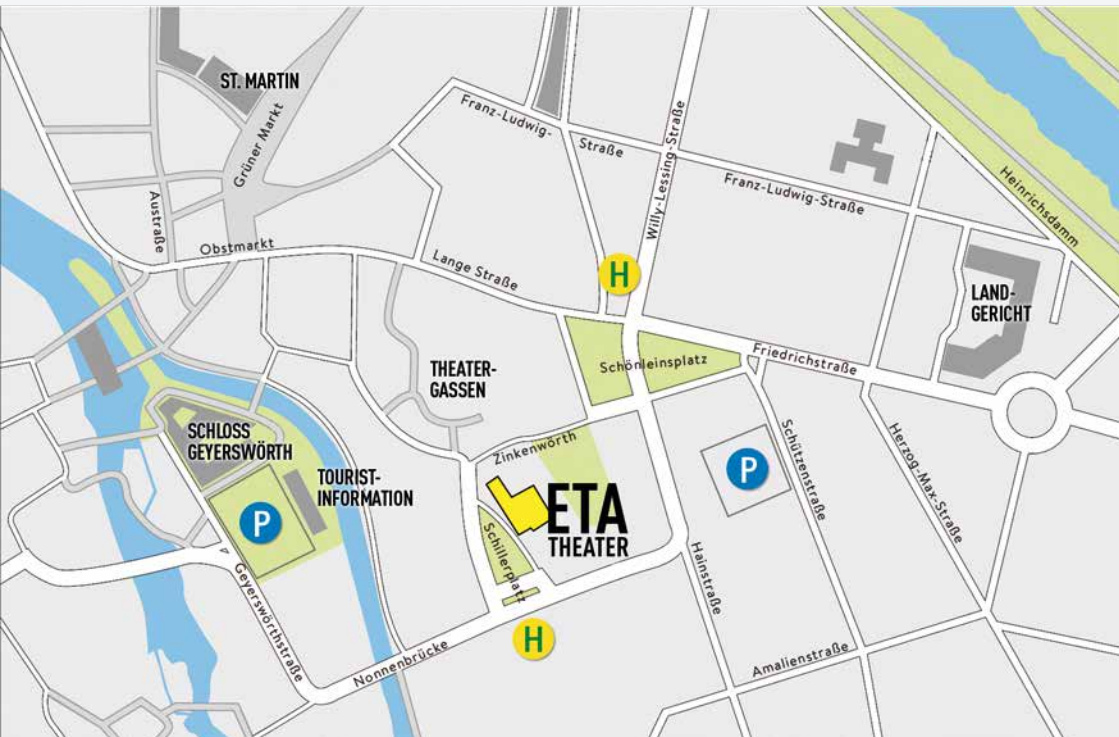 ST. MARTIN
Grüner Markt
Franz-Ludwig-
Straße
Willy-Lessing-Straße
Franz-Ludwig-Straße
Heinrichsdamm
Austraße
Obstmarkt
Lange Straße
H
LAND-
GERICHT
Schönleinsplatz
Friedrichstraße
THEATER-
GASSEN
SCHLOSS
GEYERSWÖRTH
Zinkenwörth
P
Schützenstraße
Herzog-Max-Straße
TOURIST-
INFORMATION
P
ETA
THEATER
Schillerplatz
Hainstraße
Geyerswörthstraße
H
Nonnenbrücke
Amalienstraße